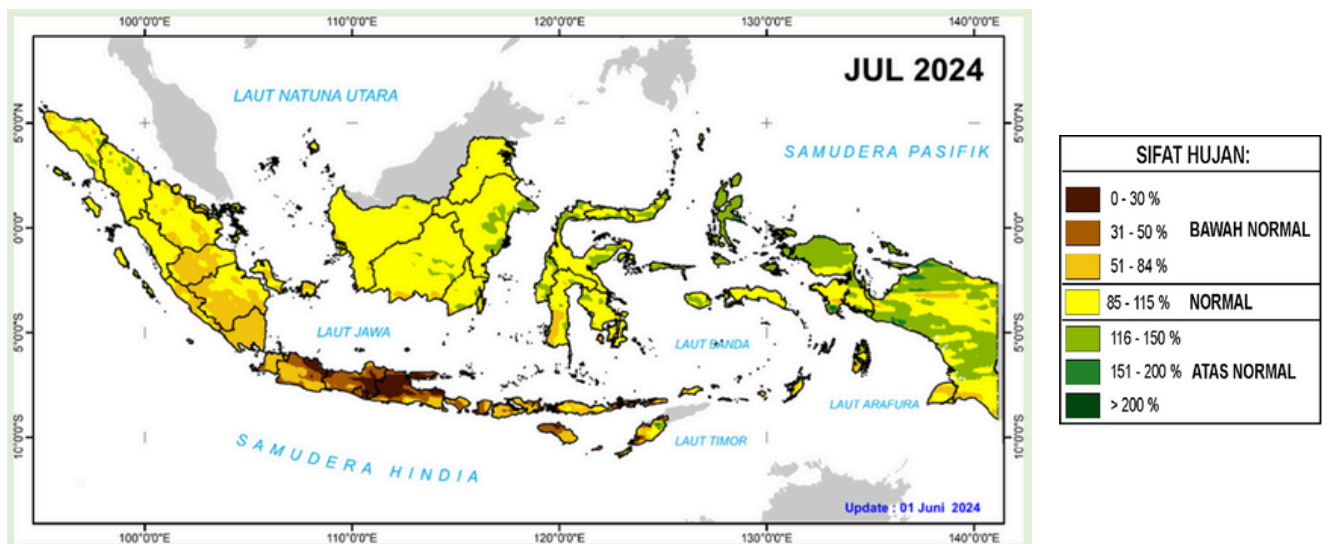 100°0'0"E 110°0'0"E 120°0'0"E 130°0'0"E 140°0'0"E
JUL 2024
LAUT NATUNA UTARA
5°0'0"N 5°0'0"N
SAMUDERA PASIFIK
0°0'0" 0°0'0"
LAUT JAWA
LAUT BANDA
5°0'0"S 5°0'0"S
LAUT ARAFURA
LAUT TIMOR
10°0'0"S 10°0'0"S
SAMUDERA HINDIA
Update : 01 Juni 2024
100°0'0"E 110°0'0"E 120°0'0"E 130°0'0"E 140°0'0"E
SIFAT HUJAN:
0 - 30 %
31 - 50 % BAWAH NORMAL
51 - 84 %
85 - 115 % NORMAL
116 - 150 %
151 - 200 % ATAS NORMAL
> 200 %